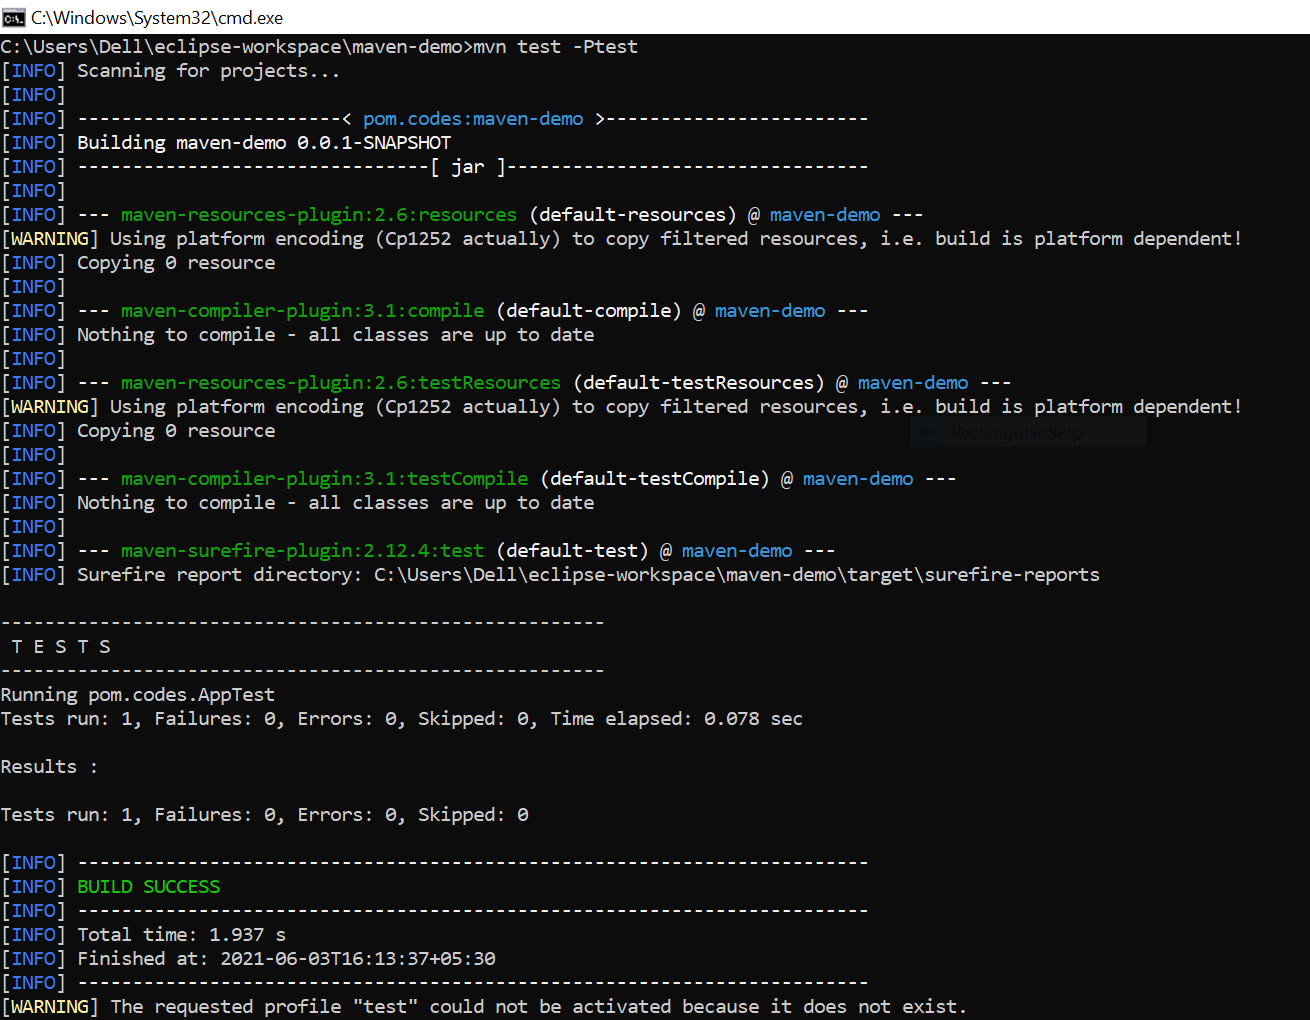 C:\Windows\System32\cmd.exe
C:\Users\Dell\eclipse-workspace\maven-demo>mvn test -Ptest
[INFO] Scanning for projects...
[INFO]
[INFO] ------------------------< pom.codes:maven-demo >------------------------
[INFO] Building maven-demo 0.0.1-SNAPSHOT
[INFO] --------------------------------[ jar ]---------------------------------
[INFO]
[INFO] --- maven-resources-plugin:2.6:resources (default-resources) @ maven-demo ---
[WARNING] Using platform encoding (Cp1252 actually) to copy filtered resources, i.e. build is platform dependent!
[INFO] Copying 0 resource
[INFO]
[INFO] --- maven-compiler-plugin:3.1:compile (default-compile) @ maven-demo ---
[INFO] Nothing to compile - all classes are up to date
[INFO]
[INFO] --- maven-resources-plugin:2.6:testResources (default-testResources) @ maven-demo ---
[WARNING] Using platform encoding (Cp1252 actually) to copy filtered resources, i.e. build is platform dependent!
[INFO] Copying 0 resource
Rectangular Snip
[INFO]
[INFO] --- maven-compiler-plugin:3.1:testCompile (default-testCompile) @ maven-demo ---
[INFO] Nothing to compile - all classes are up to date
[INFO]
[INFO] --- maven-surefire-plugin:2.12.4:test (default-test) @ maven-demo ---
[INFO] Surefire report directory: C:\Users\Dell\eclipse-workspace\maven-demo\target\surefire-reports
-------------------------------------------------------
T E S T S
-------------------------------------------------------
Running pom.codes.AppTest
Tests run: 1, Failures: 0, Errors: 0, Skipped: 0, Time elapsed: 0.078 sec
Results :
Tests run: 1, Failures: 0, Errors: 0, Skipped: 0
[INFO] ------------------------------------------------------------------------
[INFO] BUILD SUCCESS
[INFO] ------------------------------------------------------------------------
[INFO] Total time: 1.937 s
[INFO] Finished at: 2021-06-03T16:13:37+05:30
[INFO] ------------------------------------------------------------------------
[WARNING] The requested profile "test" could not be activated because it does not exist.